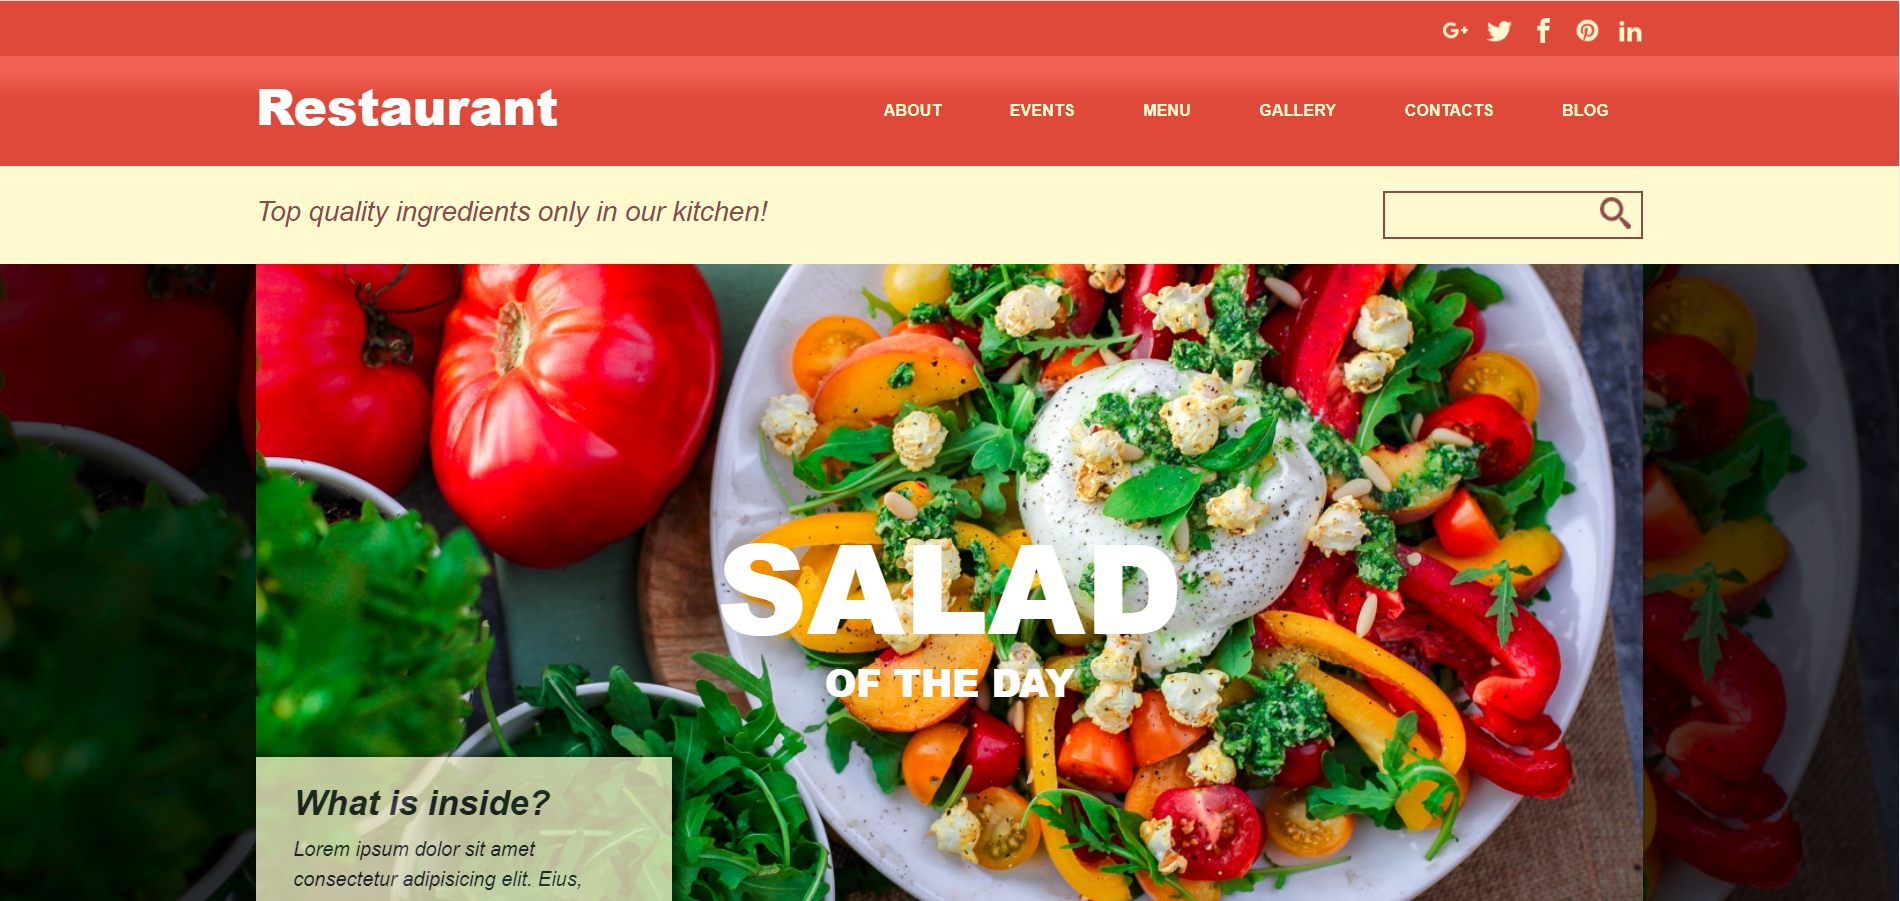 Restaurant
ABOUT EVENTS MENU GALLERY CONTACTS BLOG
Top quality ingredients only in our kitchen!
SALAD
OF THE DAY
What is inside?
Lorem ipsum dolor sit amet
consectetur adipisicing elit. Eius,